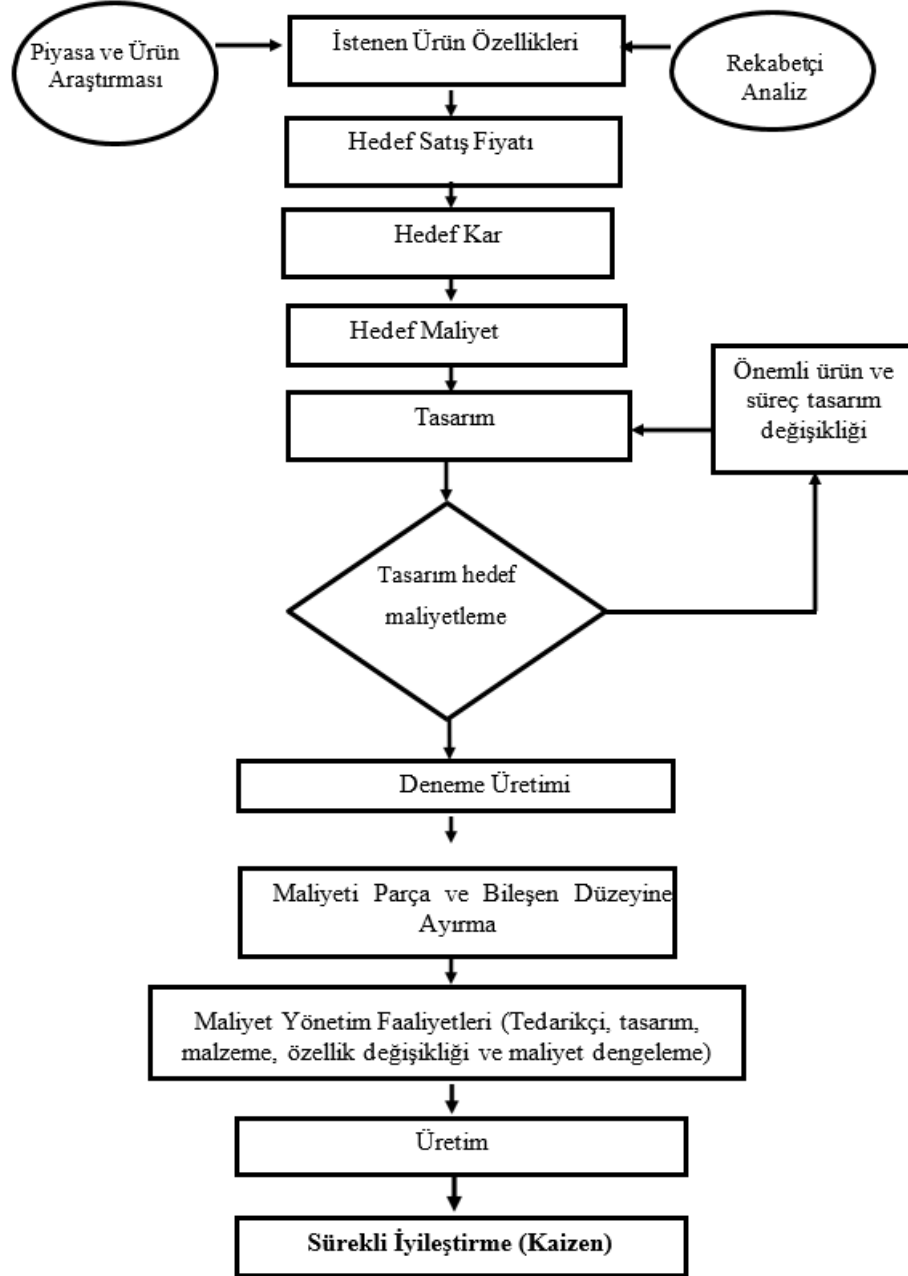 Piyasa ve Ürün
Araştırması
İstenen Ürün Özellikleri
Rekabetçi
Analiz
Hedef Satış Fiyatı
Hedef Kar
Hedef Maliyet
Tasarım
Önemli ürün ve
süreç tasarım
değişikliği
Tasarım hedef
maliyetleme
Deneme Üretimi
Maliyeti Parça ve Bileşen Düzeyine
Ayırma
Maliyet Yönetim Faaliyetleri (Tedarikçi, tasarım,
malzeme, özellik değişikliği ve maliyet dengeleme)
Üretim
Sürekli İyileştirme (Kaizen)